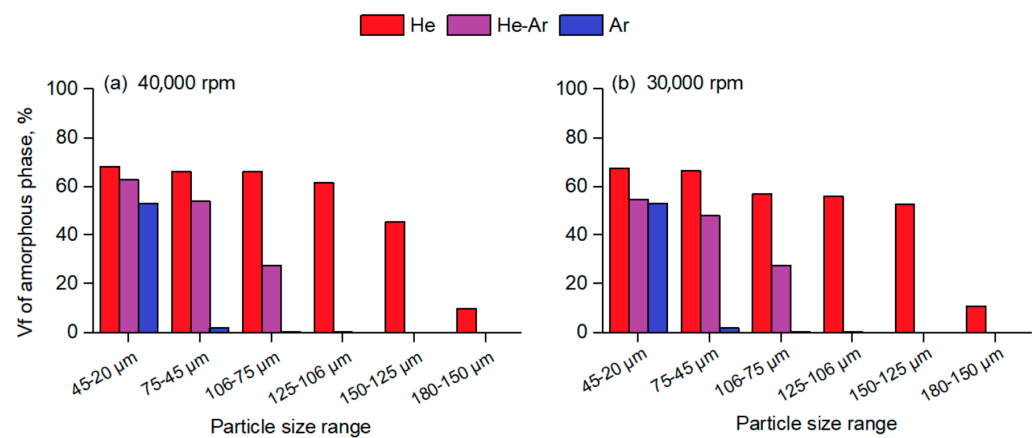 He He-Ar Ar
(a) 40,000 rpm
Vf of amorphous phase, %
100
80
60
40
20
0
45-20 μm
75-45 μm
106-75 μm
125-106 μm
150-125 μm
180-150 μm
Particle size range
(b) 30,000 rpm
100
80
60
40
20
0
45-20 μm
75-45 μm
106-75 μm
125-106 μm
150-125 μm
180-150 μm
Particle size range